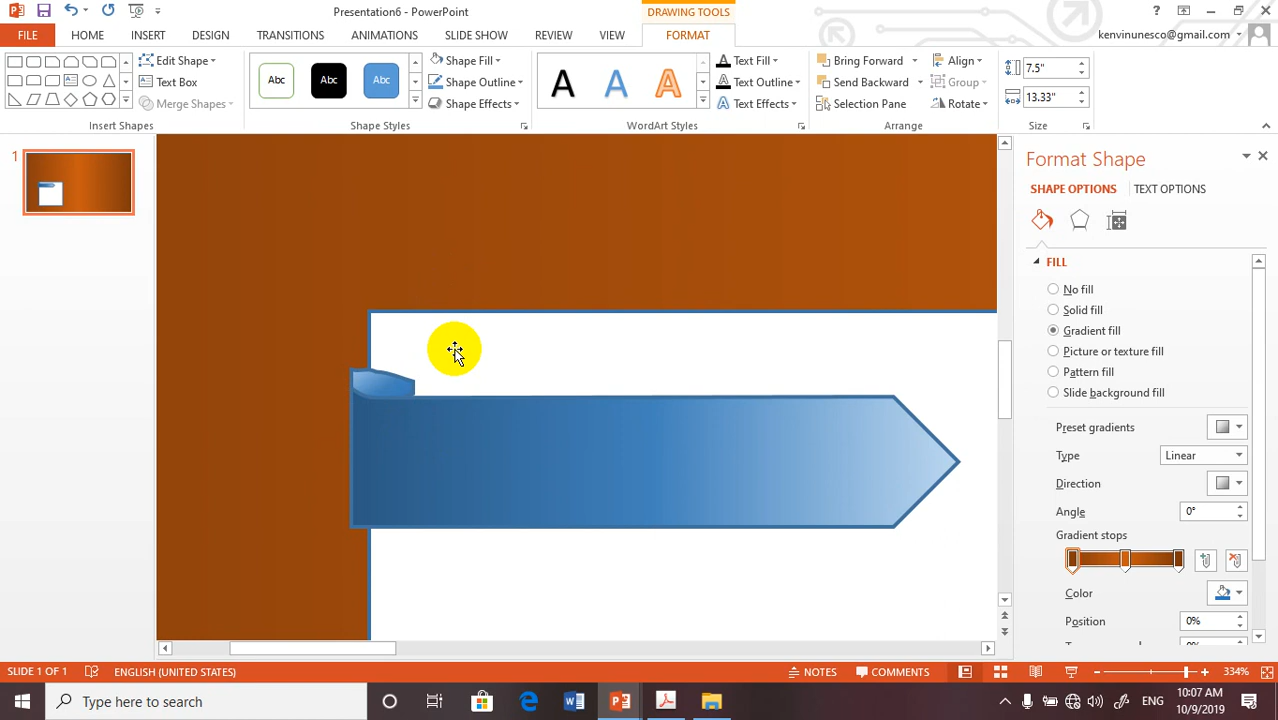 Presentation6 - PowerPoint
DRAWING TOOLS
?
FILE HOME INSERT DESIGN TRANSITIONS ANIMATIONS SLIDE SHOW REVIEW VIEW FORMAT
kenvinunesco@gmail.com
Edit Shape
Text Box
Merge Shapes
Insert Shapes
Abc Abc Abc
Shape Fill
Shape Outline
Shape Effects
Shape Styles
A A A
Text Fill
Text Outline
Text Effects
WordArt Styles
Bring Forward
Send Backward
Selection Pane
Align
Group
Rotate
Arrange
7.5"
13.33"
Size
1
Format Shape
SHAPE OPTIONS TEXT OPTIONS
FILL
No fill
Solid fill
Gradient fill
Picture or texture fill
Pattern fill
Slide background fill
Preset gradients
Type Linear
Direction
Angle 0°
Gradient stops
Color
Position 0%
SLIDE 1 OF 1 ENGLISH (UNITED STATES) NOTES COMMENTS 334%
Type here to search
ENG
10:07 AM
10/9/2019